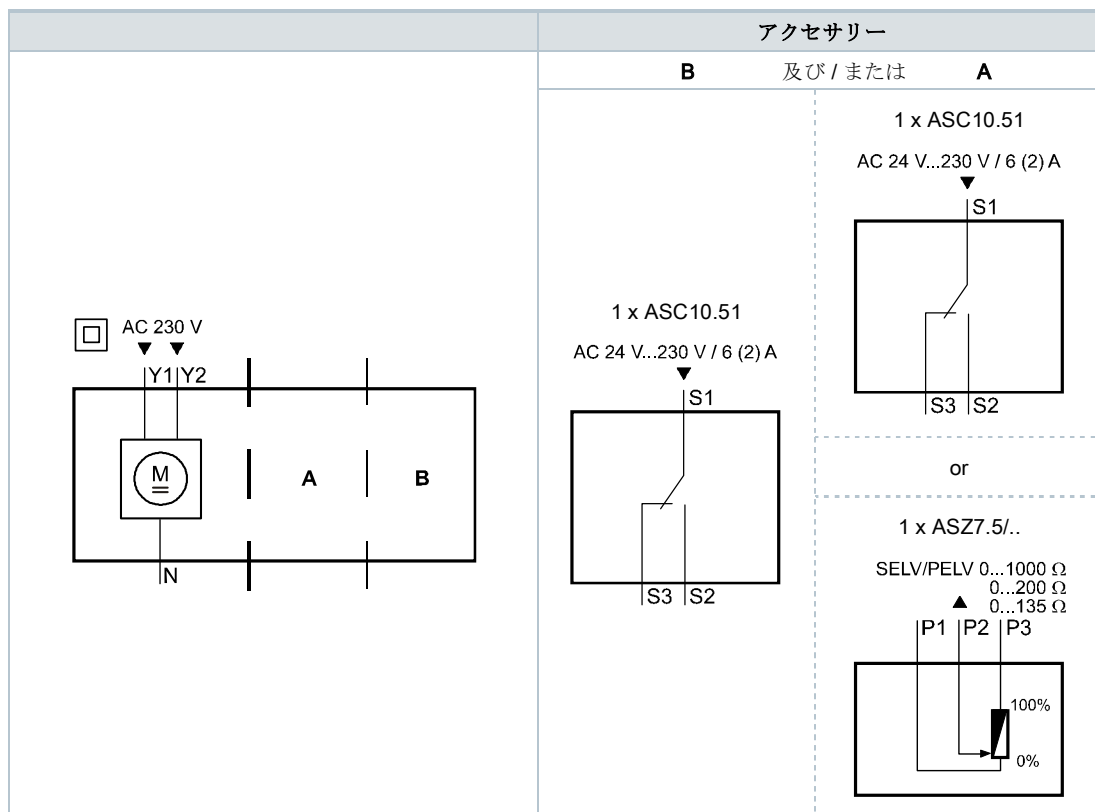 アクセサリー
B 及び / または A
AC 230 V
Y1 Y2
M
A
B
N
1 x ASC10.51
AC 24 V...230 V / 6 (2) A
S1
S3 S2
1 x ASC10.51
AC 24 V...230 V / 6 (2) A
S1
S3 S2
or
1 x ASZ7.5/..
SELV/PELV 0...1000 Ω
0...200 Ω
0...135 Ω
P1 P2 P3
100%
0%